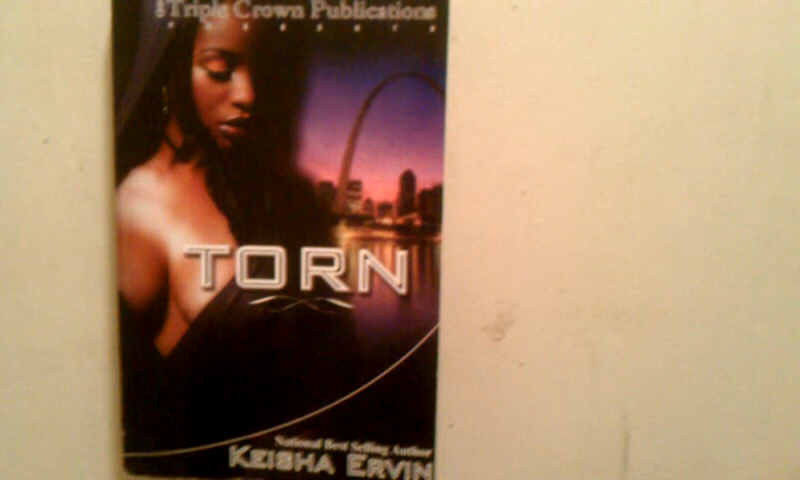 Triple Crown Publications
PRESENTS
TORN
National Best Selling Author
KEISHA ERVIN